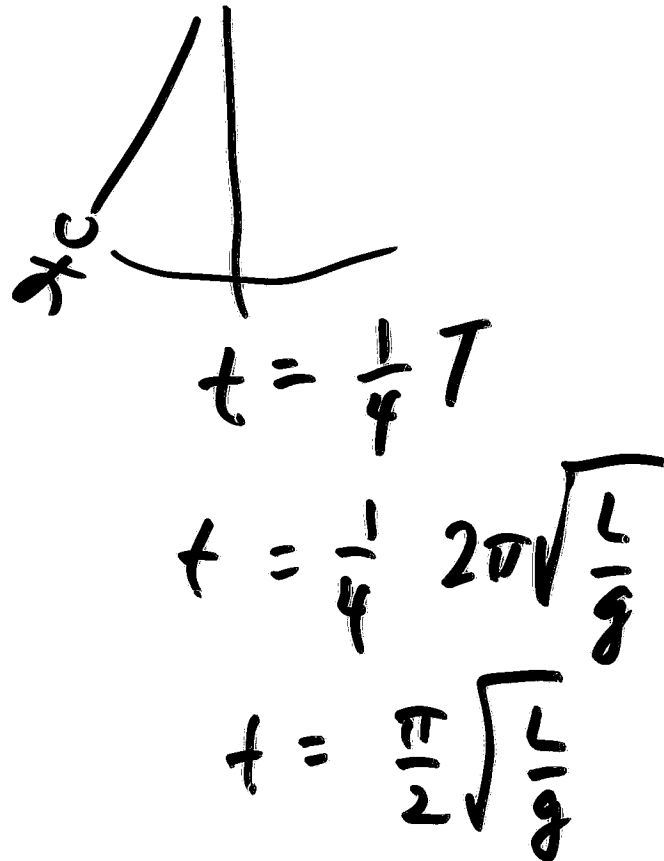 t = 1/4 T
t = 1/4 2π√(L/g)
t = π/2 √(L/g)